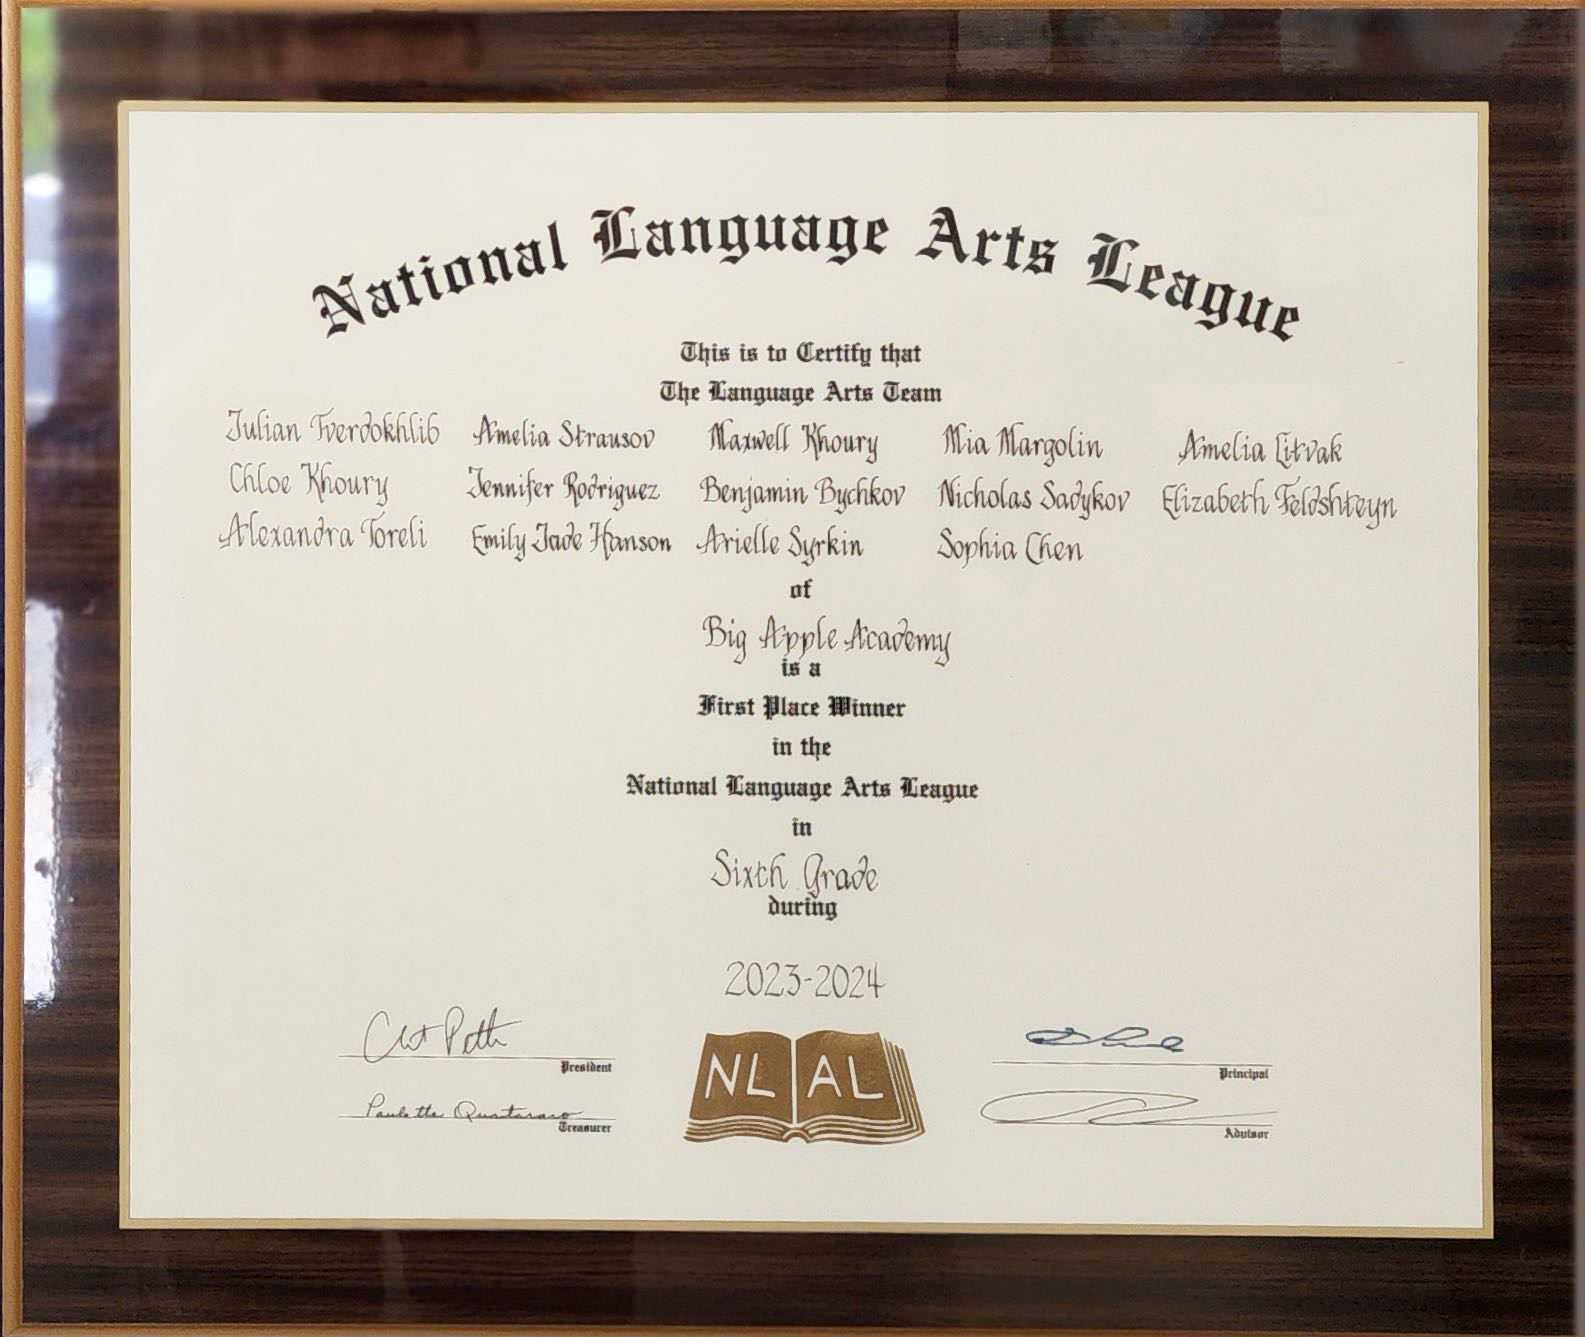 National Language Arts League
This is to Certify that
The Language Arts Team
Julian Tverdokhlib Amelia Strausov Maxwell Khoury Mia Margolin Amelia Litvak
Chloe Khoury Jennifer Rodriguez Benjamin Bychkov Nicholas Sadykov Elizabeth Feldshteyn
Alexandra Toreli Emily Jade Hanson Arielle Syrkin Sophia Chen
of
Big Apple Academy
is a
First Place Winner
in the
National Language Arts League
in
Sixth Grade
during
2023-2024
President
Paulette Quartararo
Treasurer
NLAL
Principal
Advisor